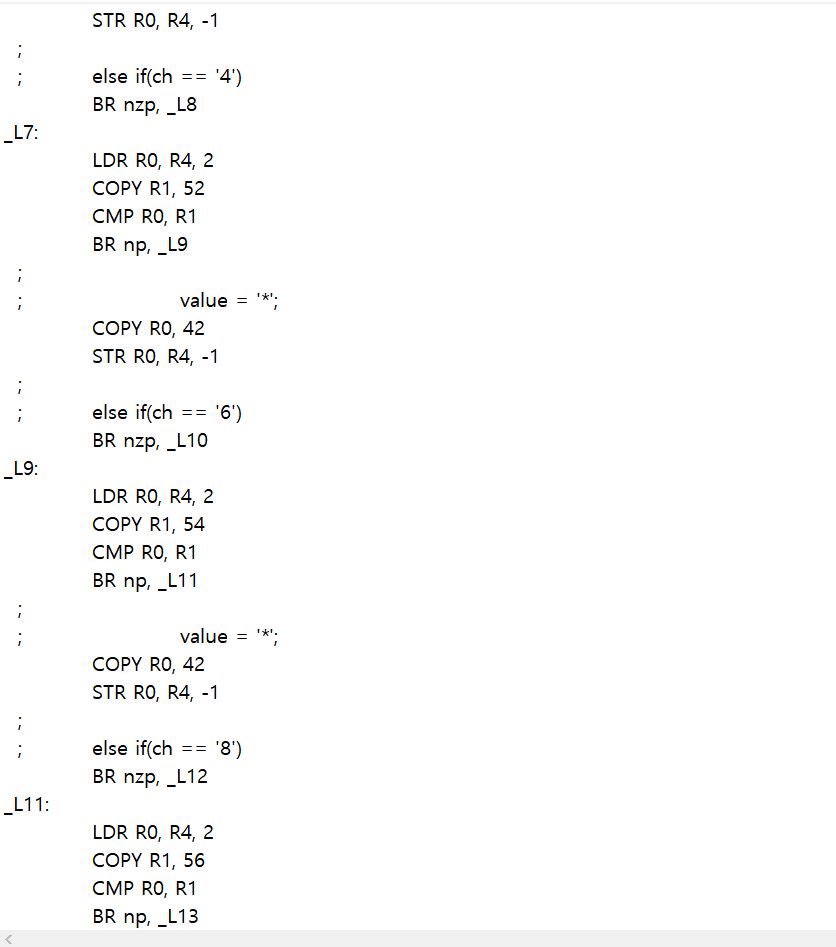 STR R0, R4, -1
;
; else if(ch == '4')
BR nzp, _L8
_L7:
LDR R0, R4, 2
COPY R1, 52
CMP R0, R1
BR np, _L9
;
; value = '*';
COPY R0, 42
STR R0, R4, -1
;
; else if(ch == '6')
BR nzp, _L10
_L9:
LDR R0, R4, 2
COPY R1, 54
CMP R0, R1
BR np, _L11
;
; value = '*';
COPY R0, 42
STR R0, R4, -1
;
; else if(ch == '8')
BR nzp, _L12
_L11:
LDR R0, R4, 2
COPY R1, 56
CMP R0, R1
BR np, _L13